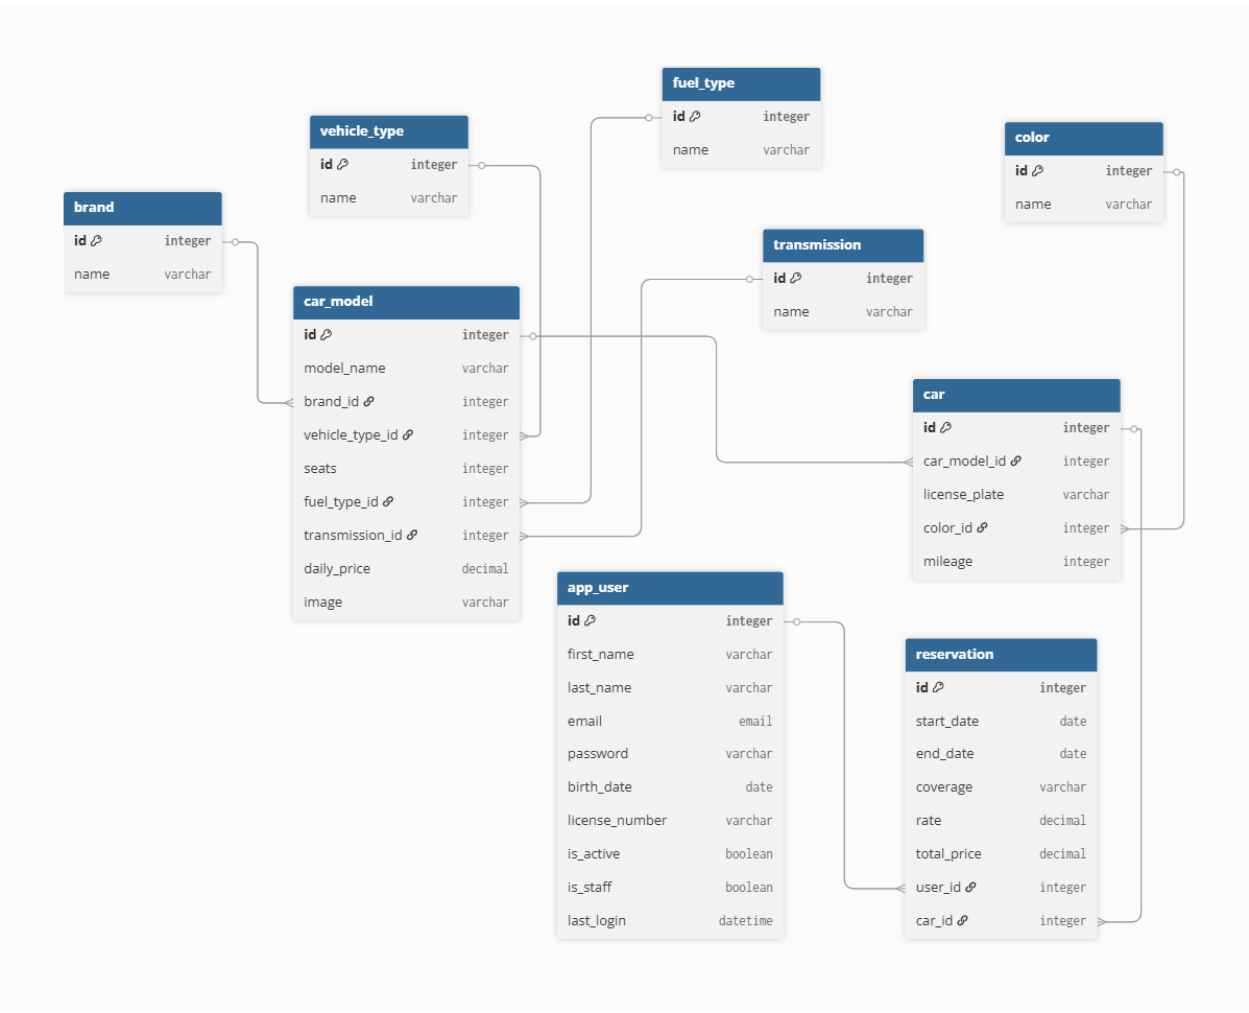 brand
id integer
name varchar
vehicle_type
id integer
name varchar
fuel_type
id integer
name varchar
color
id integer
name varchar
transmission
id integer
name varchar
car_model
id integer
model_name varchar
brand_id integer
vehicle_type_id integer
seats integer
fuel_type_id integer
transmission_id integer
daily_price decimal
image varchar
car
id integer
car_model_id integer
license_plate varchar
color_id integer
mileage integer
app_user
id integer
first_name varchar
last_name varchar
email email
password varchar
birth_date date
license_number varchar
is_active boolean
is_staff boolean
last_login datetime
reservation
id integer
start_date date
end_date date
coverage varchar
rate decimal
total_price decimal
user_id integer
car_id integer